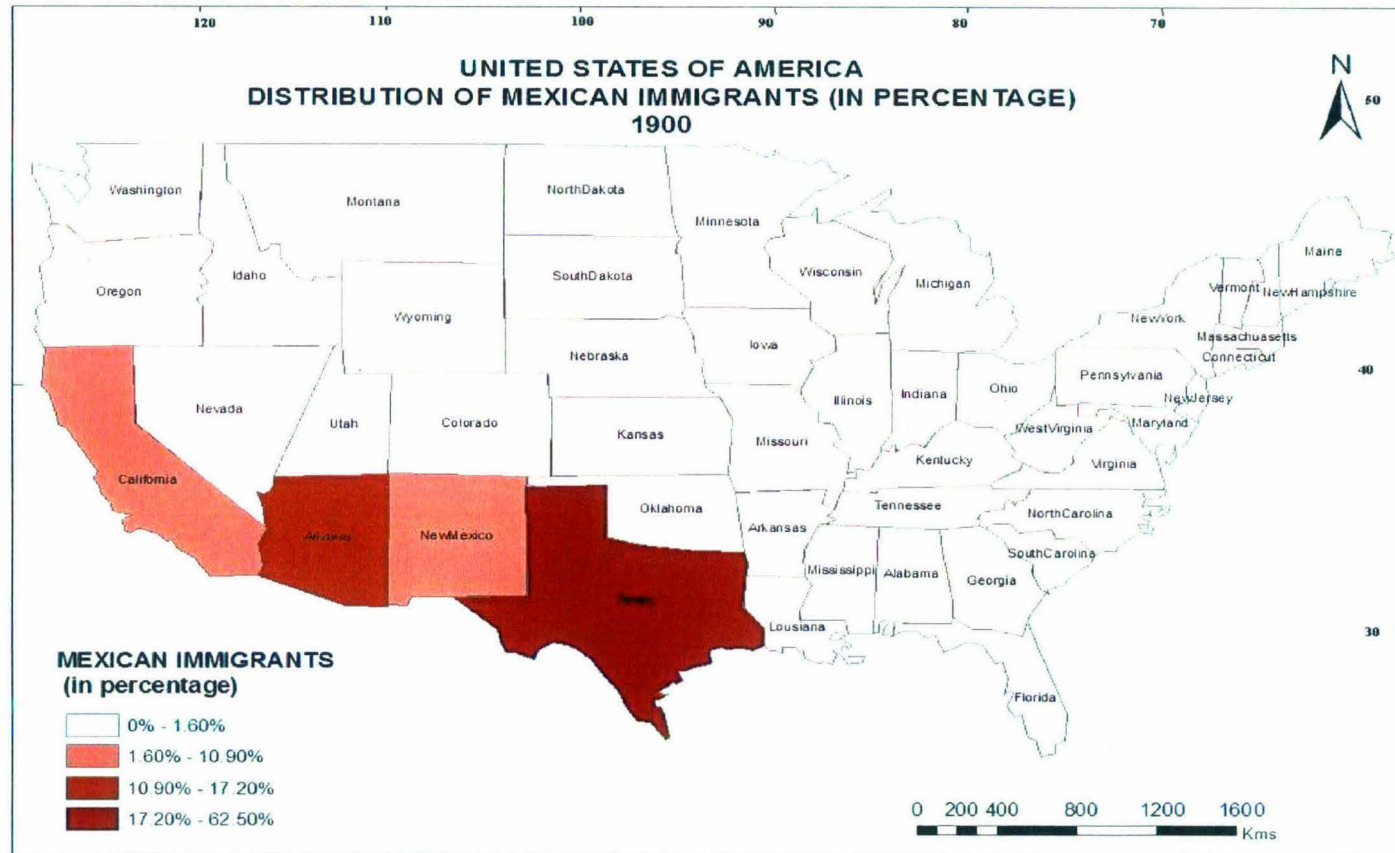 120 110 100 90 80 70
UNITED STATES OF AMERICA
DISTRIBUTION OF MEXICAN IMMIGRANTS (IN PERCENTAGE)
1900
N
50
40
30
Washington
Montana
NorthDakota
Minnesota
Maine
Oregon
Idaho
SouthDakota
Wisconsin
Michigan
Vermont
NewHampshire
Wyoming
NewYork
Massachuasetts
Connecticut
Iowa
Nebraska
Pennsylvania
NewJersey
Nevada
Utah
Colorado
Kansas
Missouri
Illinois
Indiana
Ohio
WestVirginia
Maryland
Virginia
Kentucky
California
Arizona
NewMexico
Oklahoma
Arkansas
Tennessee
NorthCarolina
SouthCarolina
Mississippi
Alabama
Georgia
Texas
Lousiana
Florida
MEXICAN IMMIGRANTS
(in percentage)
0% - 1.60%
1.60% - 10.90%
10.90% - 17.20%
17.20% - 62.50%
0 200 400 800 1200 1600
Kms